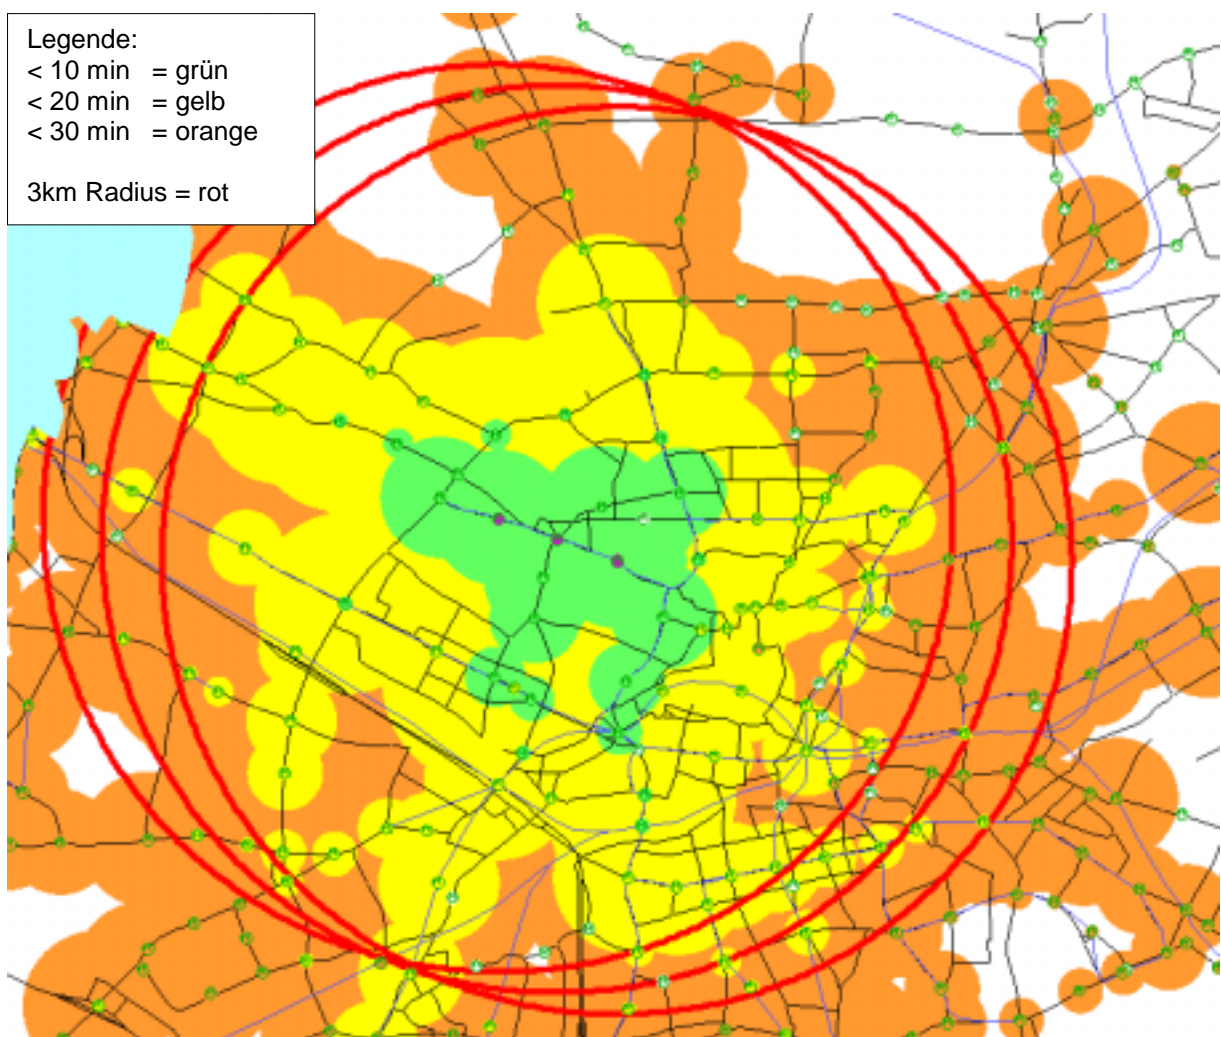 Legende:
< 10 min = grün
< 20 min = gelb
< 30 min = orange
3km Radius = rot